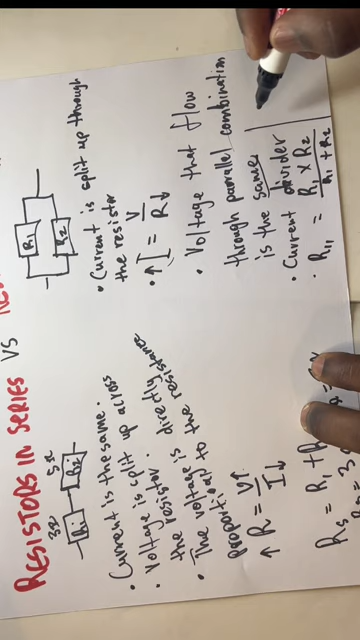 RESISTORS IN SERIES VS
3Ω 5Ω
R1 R2
• Current is the same.
• Voltage is split up across
the resistor.
• The voltage is directly
proporti to the resistance
↑ R = V↑
I↓
Rs = R1 +
R1
R2
• Current is split up through
the resistor
• ↑ I = V
R↓
• Voltage that flow
through parallel combination
is the same
• Current divider
• R11 = R1 × R2
R1 + R2